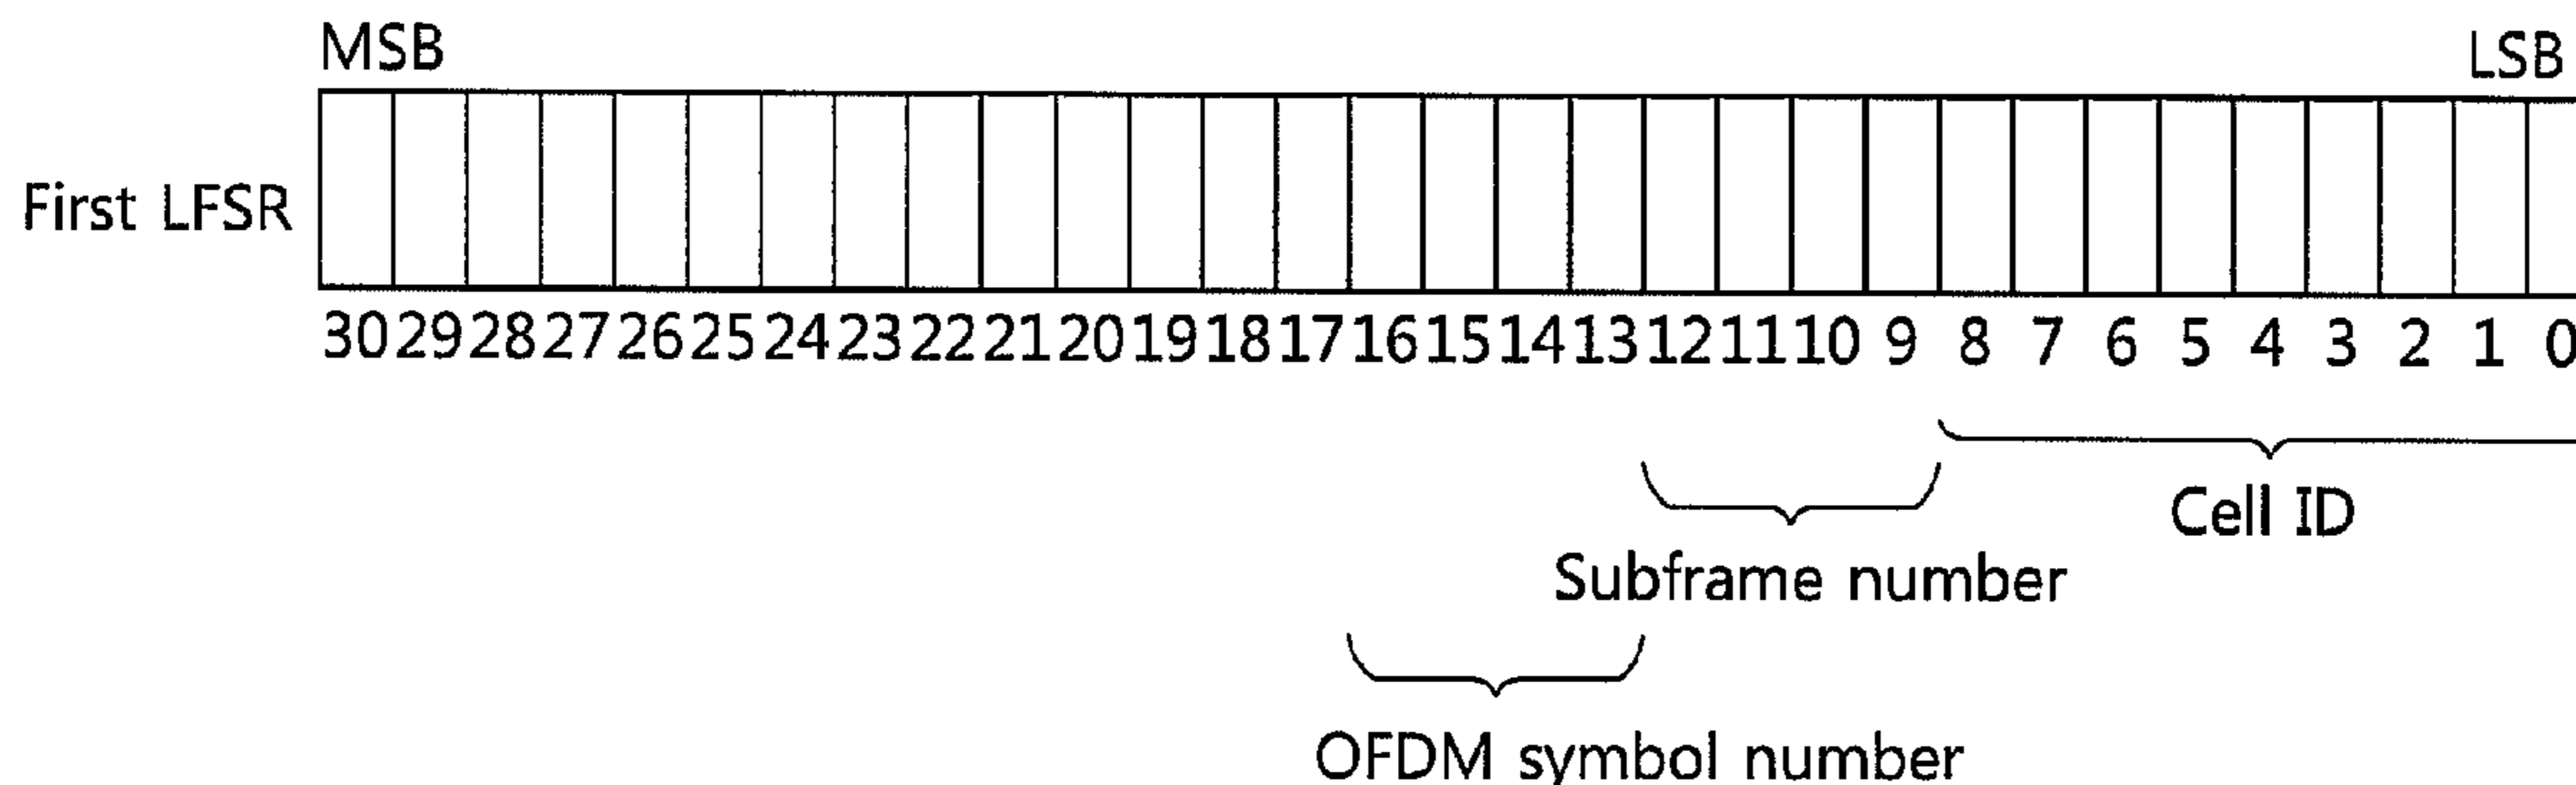 MSB LSB
First LFSR
30 29 28 27 26 25 24 23 22 21 20 19 18 17 16 15 14 13 12 11 10 9 8 7 6 5 4 3 2 1 0
Cell ID
Subframe number
OFDM symbol number